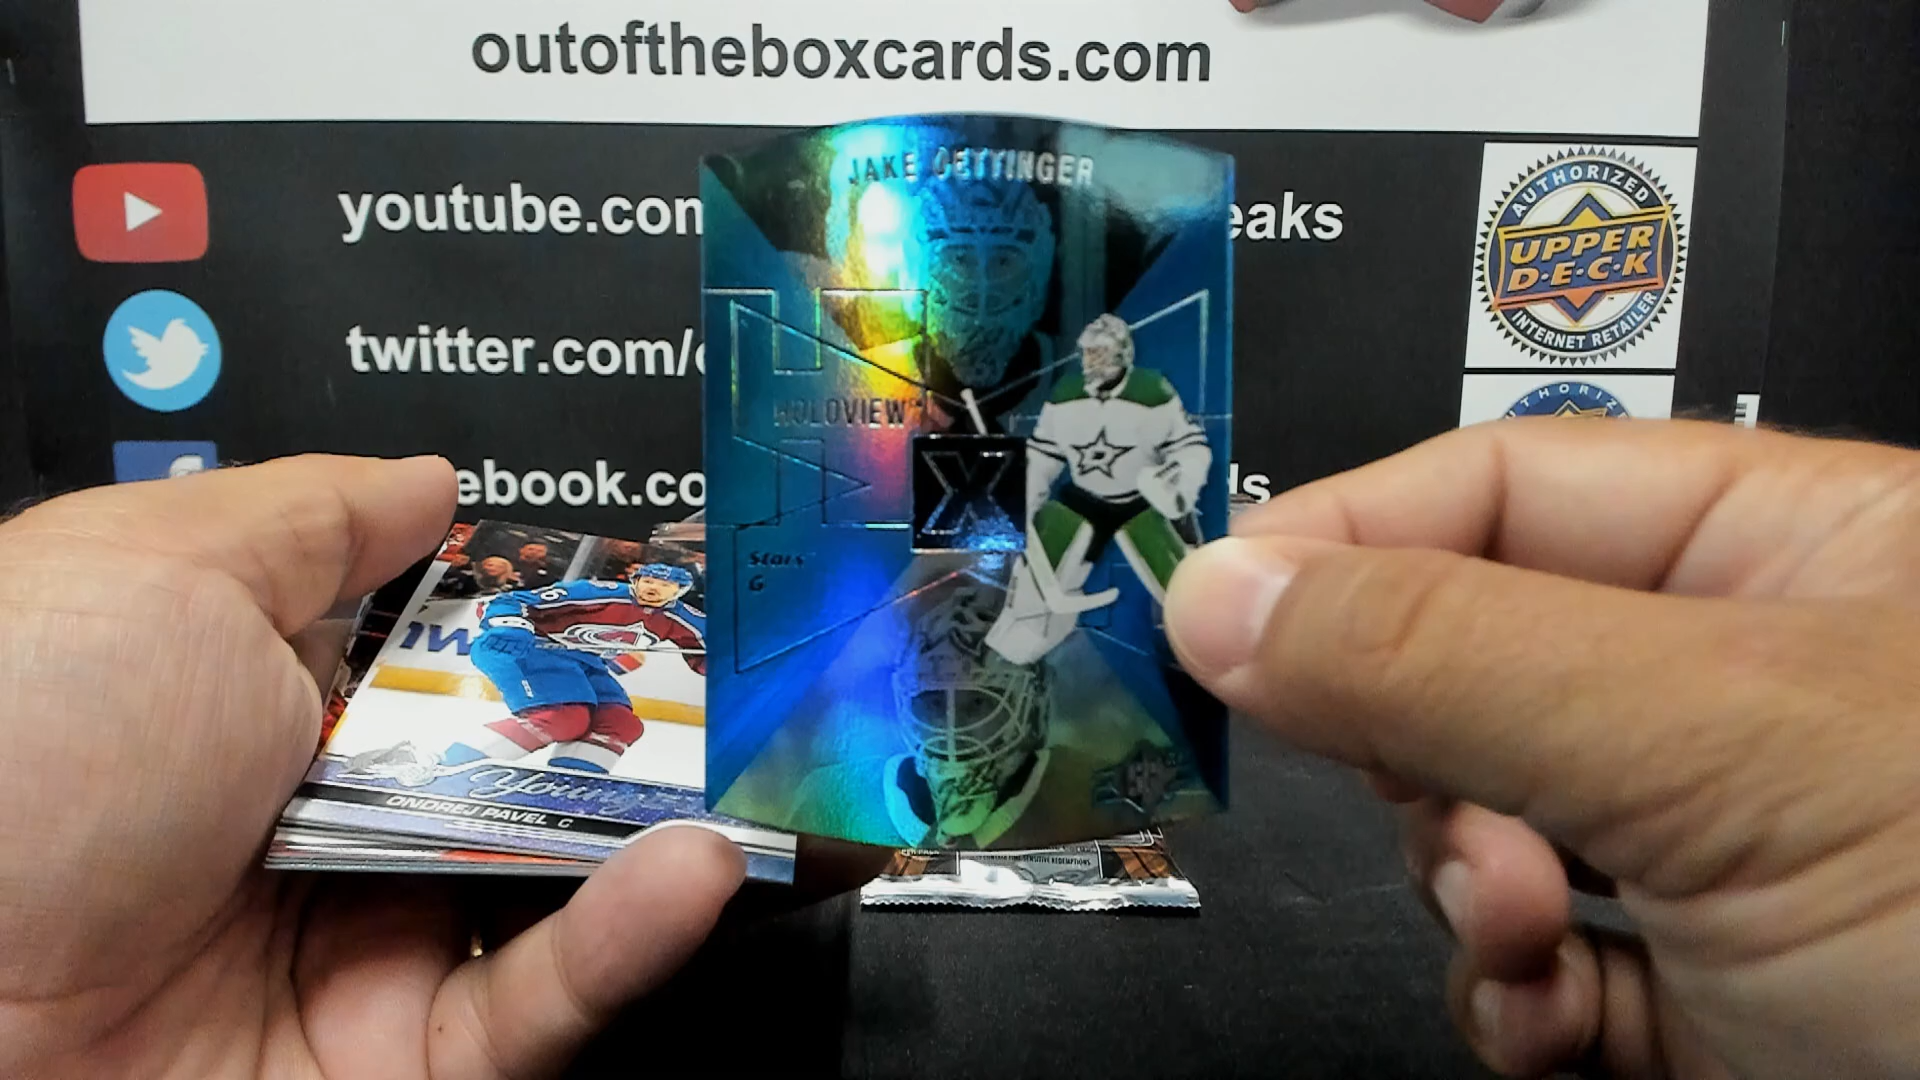 outoftheboxcards.com
youtube.com
eaks
twitter.com/
ebook.co
ds
AUTHORIZED
UPPER
D·E·C·K
INTERNET RETAILER
THORIZ
JAKE OETTINGER
HOLOVIEW
X
Stars
G
Young
ONDREJ PAVEL C